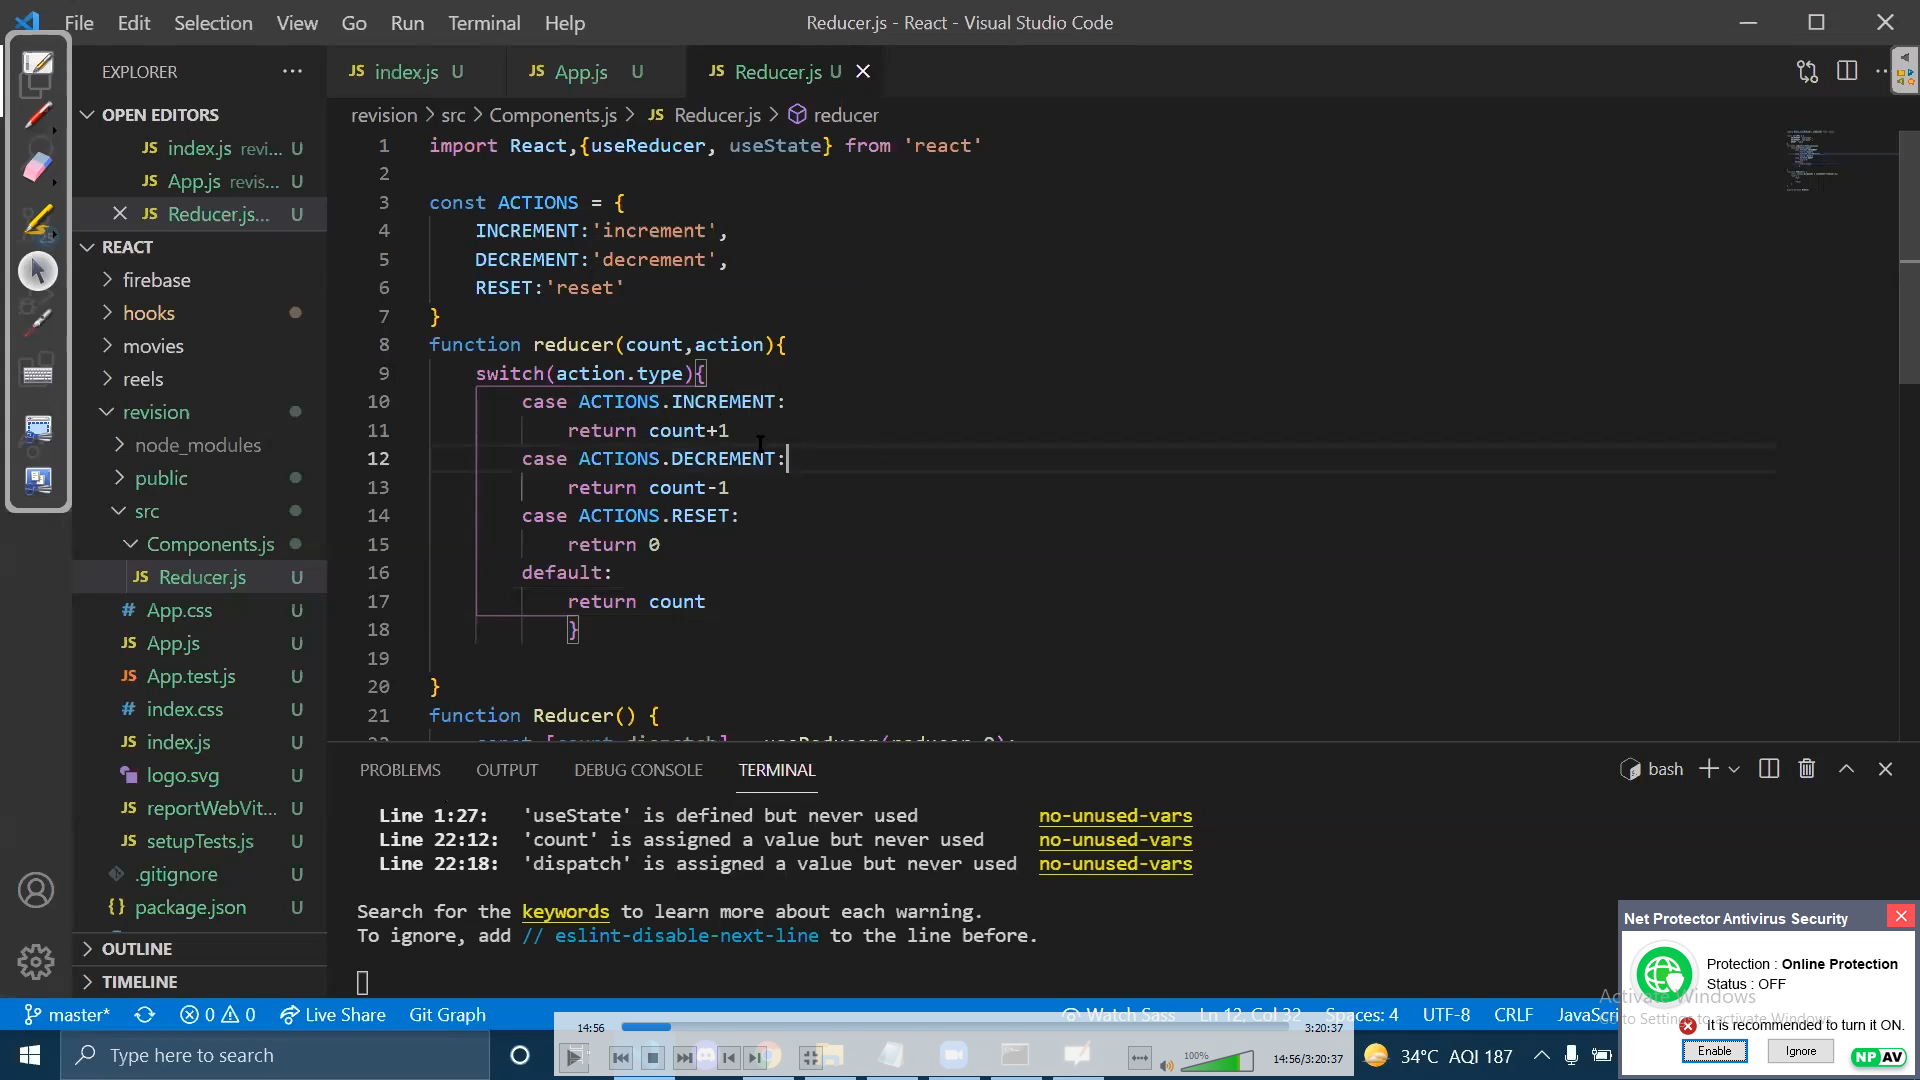 File Edit Selection View Go Run Terminal Help
Reducer.js - React - Visual Studio Code
EXPLORER
OPEN EDITORS
JS index.js revi... U
JS App.js revis... U
JS Reducer.js... U
REACT
firebase
hooks
movies
reels
revision
node_modules
public
src
Components.js
JS Reducer.js U
# App.css U
JS App.js U
JS App.test.js U
# index.css U
JS index.js U
logo.svg U
JS reportWebVit... U
JS setupTests.js U
.gitignore U
{} package.json U
OUTLINE
TIMELINE
JS index.js U
JS App.js U
JS Reducer.js U
revision > src > Components.js > JS Reducer.js > reducer
1 import React,{useReducer, useState} from 'react'
2
3 const ACTIONS = {
4 INCREMENT:'increment',
5 DECREMENT:'decrement',
6 RESET:'reset'
7 }
8 function reducer(count,action){
9 switch(action.type){
10 case ACTIONS.INCREMENT:
11 return count+1
12 case ACTIONS.DECREMENT:
13 return count-1
14 case ACTIONS.RESET:
15 return 0
16 default:
17 return count
18 }
19
20 }
21 function Reducer() {
PROBLEMS OUTPUT DEBUG CONSOLE TERMINAL
bash
Line 1:27: 'useState' is defined but never used no-unused-vars
Line 22:12: 'count' is assigned a value but never used no-unused-vars
Line 22:18: 'dispatch' is assigned a value but never used no-unused-vars
Search for the keywords to learn more about each warning.
To ignore, add // eslint-disable-next-line to the line before.
Net Protector Antivirus Security
Protection : Online Protection
Status : OFF
It is recommended to turn it ON.
Enable Ignore
NP AV
Activate Windows
master* 0 0 Live Share Git Graph
Watch Sass Ln 12, Col 32 Spaces: 4 UTF-8 CRLF
14:56 3:20:37
100% 14:56/3:20:37
Type here to search
34°C AQI 187